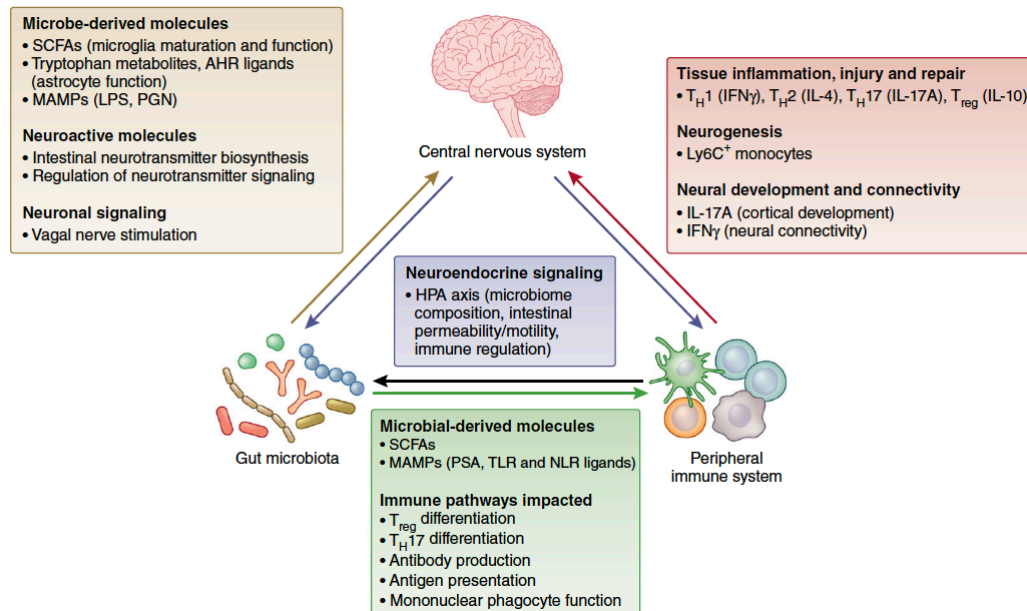 Microbe-derived molecules
• SCFAs (microglia maturation and function)
• Tryptophan metabolites, AHR ligands
(astrocyte function)
• MAMPs (LPS, PGN)
Neuroactive molecules
• Intestinal neurotransmitter biosynthesis
• Regulation of neurotransmitter signaling
Neuronal signaling
• Vagal nerve stimulation
Central nervous system
Tissue inflammation, injury and repair
• TH1 (IFNγ), TH2 (IL-4), TH17 (IL-17A), Treg (IL-10)
Neurogenesis
• Ly6C+ monocytes
Neural development and connectivity
• IL-17A (cortical development)
• IFNγ (neural connectivity)
Neuroendocrine signaling
• HPA axis (microbiome
composition, intestinal
permeability/motility,
immune regulation)
Gut microbiota
Peripheral
immune system
Microbial-derived molecules
• SCFAs
• MAMPs (PSA, TLR and NLR ligands)
Immune pathways impacted
• Treg differentiation
• TH17 differentiation
• Antibody production
• Antigen presentation
• Mononuclear phagocyte function